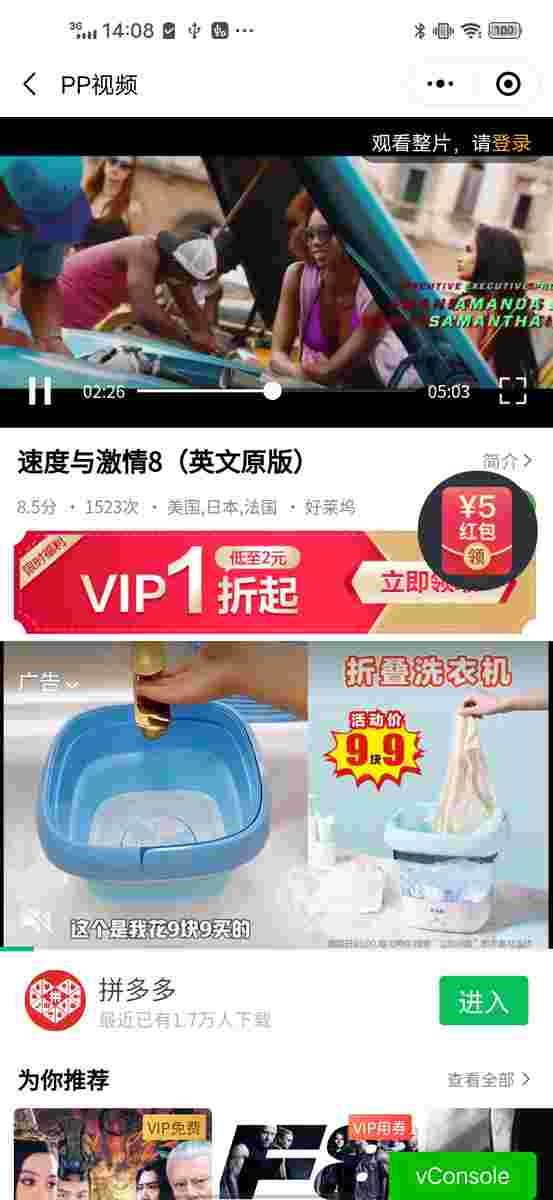 3G
14:08
100
PP视频
观看整片，请登录
EXECUTIVE PRO
AMANDA
SAMANTHA
02:26
05:03
速度与激情8（英文原版）
简介
8.5分 · 1523次 · 美国,日本,法国 · 好莱坞
¥5
红包
领
限时福利
VIP1折起
低至2元
立即领
广告
折叠洗衣机
活动价
9块9
这个是我花9块9买的
拼多多
最近已有1.7万人下载
进入
为你推荐
查看全部
VIP免费
VIP用券
F8
vConsole